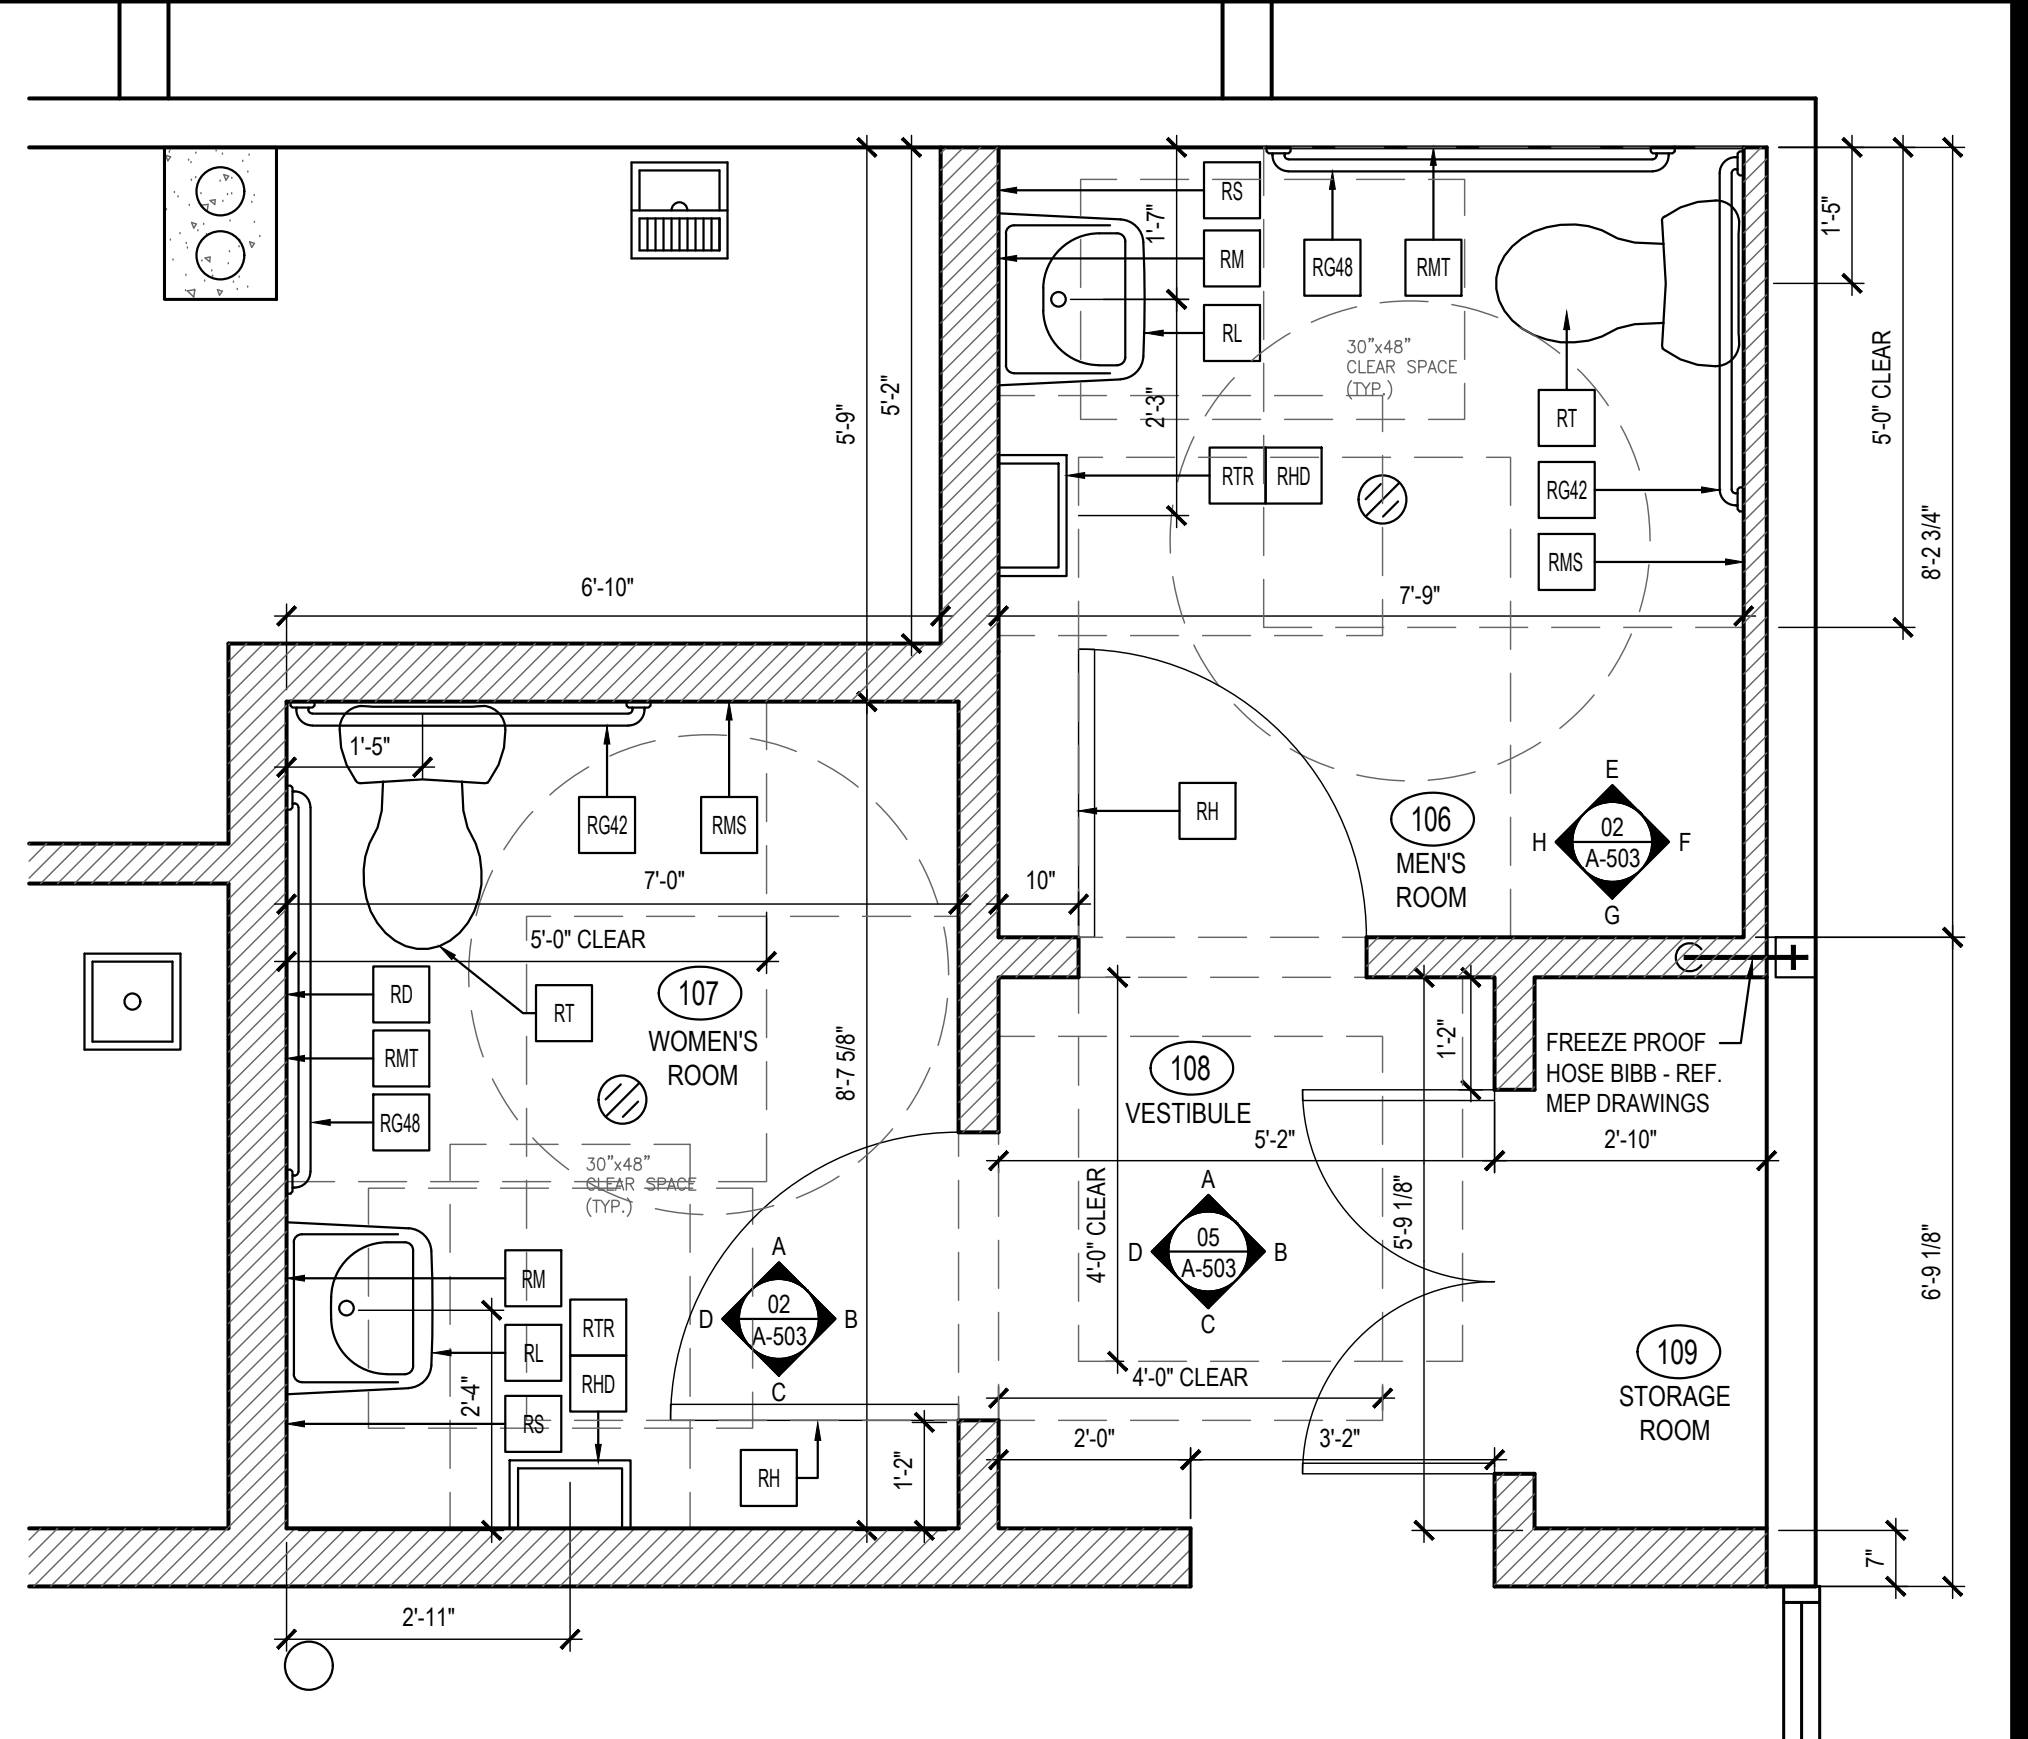 RS
1'-7"
RM
RG48
RMT
RL
1'-5"
30"x48"
CLEAR SPACE
(TYP.)
5'-0" CLEAR
5'-9"
5'-2"
2'-3"
RT
RTR
RHD
RG42
RMS
8'-2 3/4"
6'-10"
7'-9"
1'-5"
RG42
RMS
RH
106
MEN'S
ROOM
E
H
02
A-503
F
G
7'-0"
10"
5'-0" CLEAR
RD
RT
107
WOMEN'S
ROOM
RMT
RG48
8'-7 5/8"
108
VESTIBULE
1'-2"
FREEZE PROOF
HOSE BIBB - REF.
MEP DRAWINGS
5'-2"
2'-10"
30"x48"
CLEAR SPACE
(TYP.)
4'-0" CLEAR
5'-9 1/8"
A
D
05
A-503
B
C
6'-9 1/8"
RM
RTR
RL
RHD
RS
2'-4"
A
D
02
A-503
B
C
109
STORAGE
ROOM
4'-0" CLEAR
2'-0"
3'-2"
RH
1'-2"
7"
2'-11"